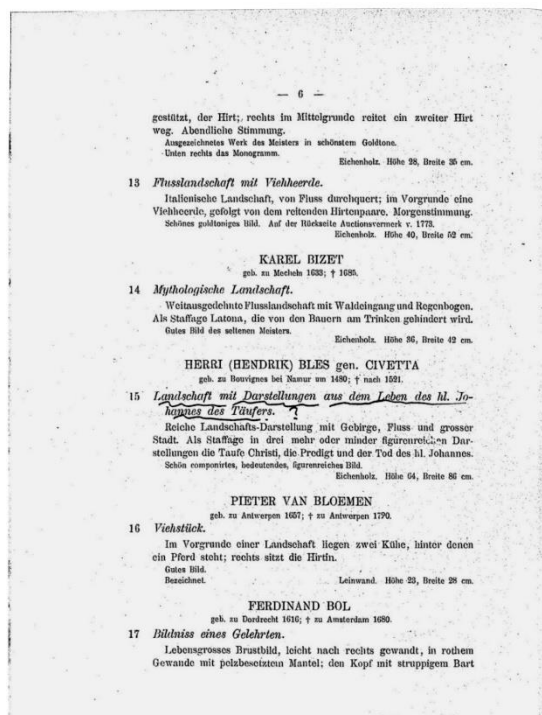 — 6 —
gestützt, der Hirt; rechts im Mittelgrunde reitet ein zweiter Hirt
weg. Abendliche Stimmung.
Ausgezeichnetes Werk des Meisters in schönstem Goldtone.
Unten rechts das Monogramm.
Eichenholz. Höhe 28, Breite 35 cm.
13 Flusslandschaft mit Viehheerde.
Italienische Landschaft, von Fluss durchquert; im Vorgrunde eine
Viehheerde, gefolgt von dem reitenden Hirtenpaare. Morgenstimmung.
Schönes goldtoniges Bild. Auf der Rückseite Auctionsvermerk v. 1773.
Eichenholz. Höhe 40, Breite 52 cm.
KAREL BIZET
geb. zu Mecheln 1633; † 1685.
14 Mythologische Landschaft.
Weitausgedehnte Flusslandschaft mit Waldeingang und Regenbogen.
Als Staffage Latona, die von den Bauern am Trinken gehindert wird.
Gutes Bild des seltenen Meisters.
Eichenholz. Höhe 36, Breite 42 cm.
HERRI (HENDRIK) BLES gen. CIVETTA
geb. zu Bouvignes bei Namur um 1480; † nach 1521.
15 Landschaft mit Darstellungen aus dem Leben des hl. Jo-
hannes des Täufers. ?
Reiche Landschafts-Darstellung mit Gebirge, Fluss und grosser
Stadt. Als Staffage in drei mehr oder minder figurenreichen Dar-
stellungen die Taufe Christi, die Predigt und der Tod des hl. Johannes.
Schön componirtes, bedeutendes, figurenreiches Bild.
Eichenholz. Höhe 64, Breite 86 cm.
PIETER VAN BLOEMEN
geb. zu Antwerpen 1657; † zu Antwerpen 1790.
16 Viehstück.
Im Vorgrunde einer Landschaft liegen zwei Kühe, hinter denen
ein Pferd steht; rechts sitzt die Hirtin.
Gutes Bild.
Bezeichnet. Leinwand. Höhe 23, Breite 28 cm.
FERDINAND BOL
geb. zu Dordrecht 1616; † zu Amsterdam 1680.
17 Bildniss eines Gelehrten.
Lebensgrosses Brustbild, leicht nach rechts gewandt, in rothem
Gewande mit pelzbesetztem Mantel; den Kopf mit struppigem Bart